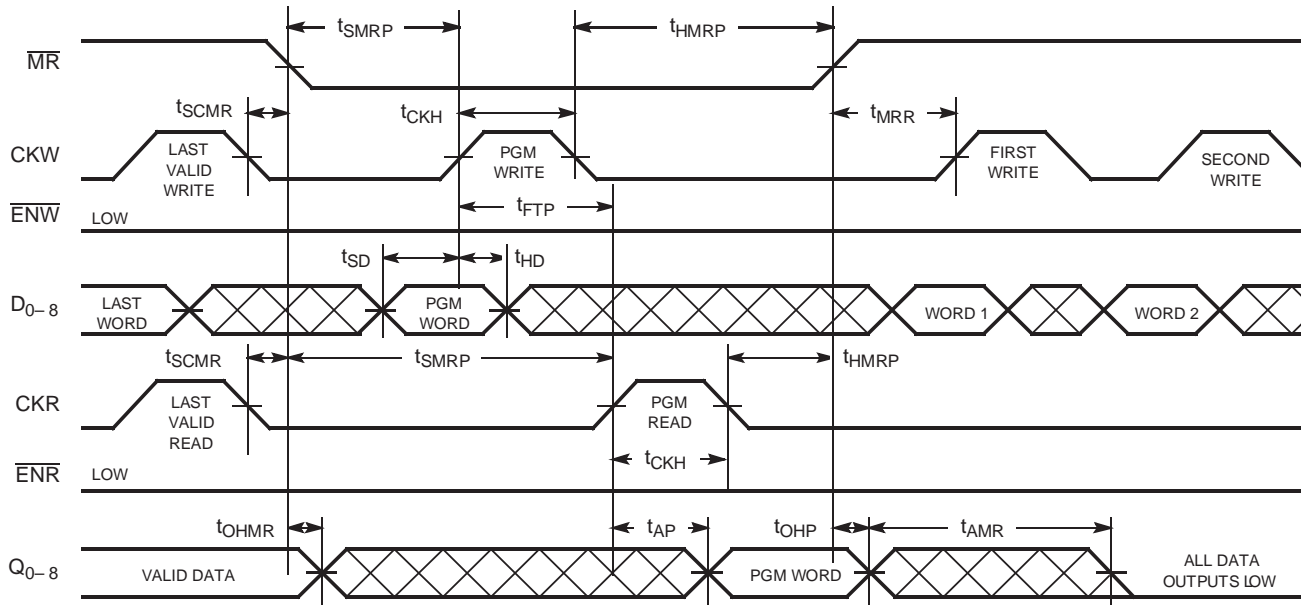 tSMRP
tHMRP
MR
tSCMR
tCKH
tMRR
CKW
LAST
VALID
WRITE
PGM
WRITE
FIRST
WRITE
SECOND
WRITE
tFTP
ENW
LOW
tSD
tHD
D0–8
LAST
WORD
PGM
WORD
WORD 1
WORD 2
tSCMR
tSMRP
tHMRP
CKR
LAST
VALID
READ
PGM
READ
tCKH
ENR
LOW
tOHMR
tAP
tOHP
tAMR
Q0–8
VALID DATA
PGM WORD
ALL DATA
OUTPUTS LOW